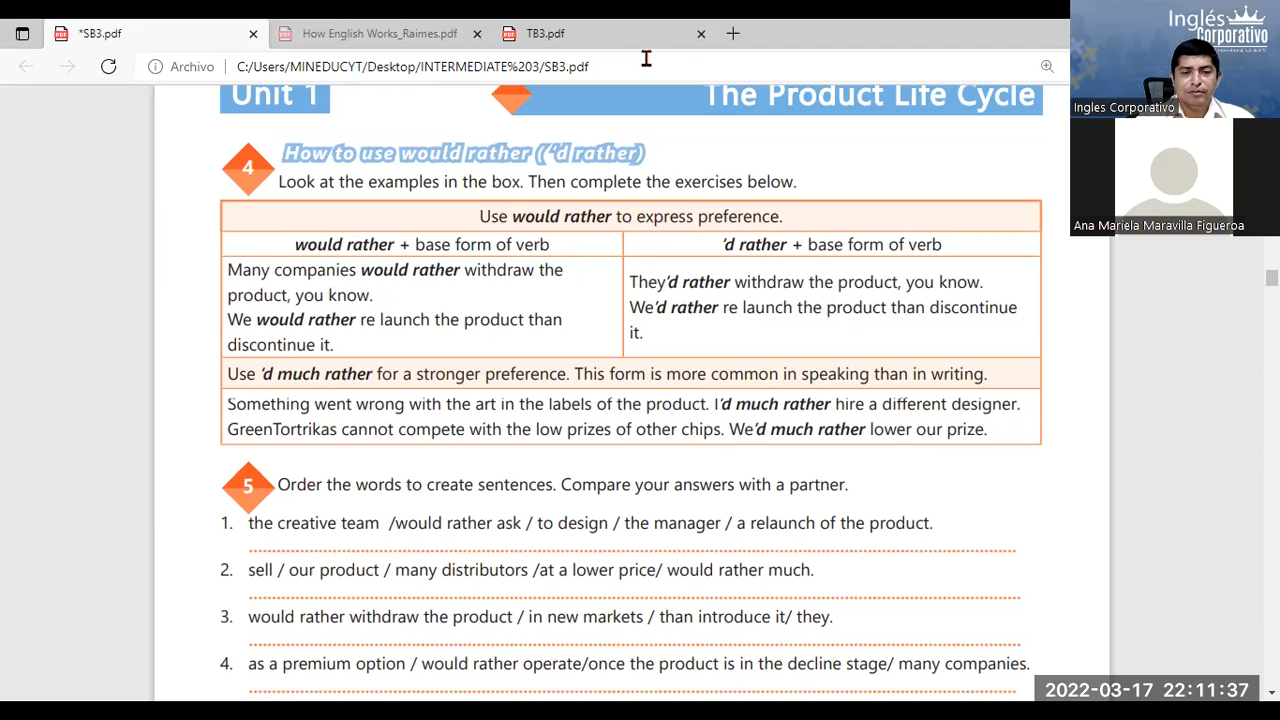 *SB3.pdf
How English Works_Raimes.pdf
TB3.pdf
Archivo
C:/Users/MINEDUCYT/Desktop/INTERMEDIATE%203/SB3.pdf
Inglés
Corporativo
Ingles Corporativo
Ana Mariela Maravilla Figueroa
Unit 1
The Product Life Cycle
4
How to use would rather (('d rather)
Look at the examples in the box. Then complete the exercises below.
Use would rather to express preference.
would rather + base form of verb
'd rather + base form of verb
Many companies would rather withdraw the
product, you know.
We would rather re launch the product than
discontinue it.
They'd rather withdraw the product, you know.
We'd rather re launch the product than discontinue
it.
Use 'd much rather for a stronger preference. This form is more common in speaking than in writing.
Something went wrong with the art in the labels of the product. I'd much rather hire a different designer.
GreenTortrikas cannot compete with the low prizes of other chips. We'd much rather lower our prize.
5
Order the words to create sentences. Compare your answers with a partner.
1. the creative team /would rather ask / to design / the manager / a relaunch of the product.
2. sell / our product / many distributors /at a lower price/ would rather much.
3. would rather withdraw the product / in new markets / than introduce it/ they.
4. as a premium option / would rather operate/once the product is in the decline stage/ many companies.
2022-03-17 22:11:37